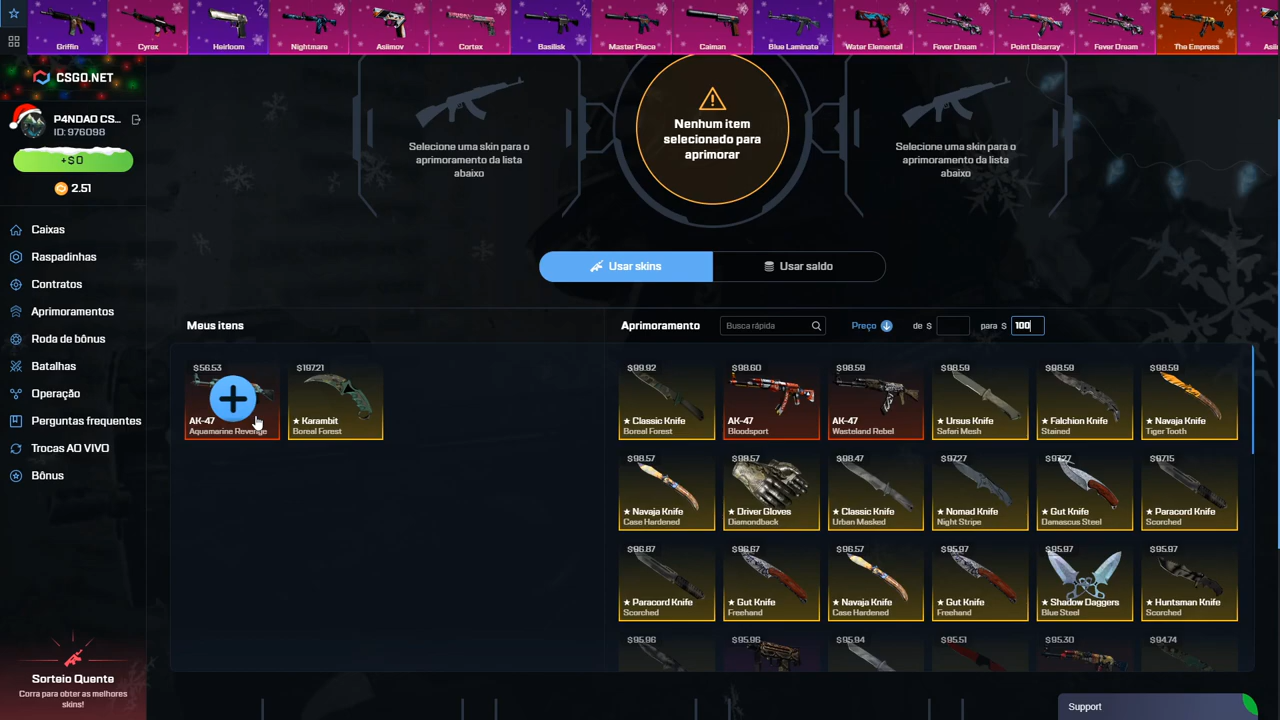 Griffin
Cyrex
Heirloom
Nightmare
Asiimov
Cortex
Basilisk
Master Piece
Caiman
Blue Laminate
Water Elemental
Fever Dream
Point Disarray
Fever Dream
The Empress
CSGO.NET
P4NDAO CS...
ID: 976098
+$0
2.51
Caixas
Raspadinhas
Contratos
Aprimoramentos
Roda de bônus
Batalhas
Operação
Perguntas frequentes
Trocas AO VIVO
Bônus
Sorteio Quente
Corra para obter as melhores
skins!
Selecione uma skin para o
aprimoramento da lista
abaixo
Nenhum item
selecionado para
aprimorar
Selecione uma skin para o
aprimoramento da lista
abaixo
Usar skins
Usar saldo
Meus itens
$56.53
AK-47
Aquamarine Revenge
$197.21
★ Karambit
Boreal Forest
Aprimoramento
Busca rápida
Preço
de $
para $ 100
$99.92
★ Classic Knife
Boreal Forest
$98.60
AK-47
Bloodsport
$98.59
AK-47
Wasteland Rebel
$98.59
★ Ursus Knife
Safari Mesh
$98.59
★ Falchion Knife
Stained
$98.59
★ Navaja Knife
Tiger Tooth
$98.57
★ Navaja Knife
Case Hardened
$98.57
★ Driver Gloves
Diamondback
$98.47
★ Classic Knife
Urban Masked
$97.27
★ Nomad Knife
Night Stripe
$97.27
★ Gut Knife
Damascus Steel
$97.15
★ Paracord Knife
Scorched
$96.87
★ Paracord Knife
Scorched
$96.67
★ Gut Knife
Freehand
$96.57
★ Navaja Knife
Case Hardened
$95.97
★ Gut Knife
Freehand
$95.97
★ Shadow Daggers
Blue Steel
$95.97
★ Huntsman Knife
Scorched
$95.96
$95.96
$95.94
$95.51
$95.30
$94.74
Support